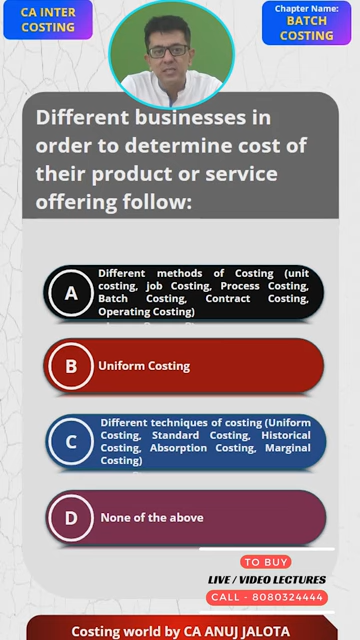 CA INTER
COSTING
Chapter Name:
BATCH
COSTING
Different businesses in
order to determine cost of
their product or service
offering follow:
A
Different methods of Costing (unit
costing, job Costing, Process Costing,
Batch Costing, Contract Costing,
Operating Costing)
B
Uniform Costing
C
Different techniques of costing (Uniform
Costing, Standard Costing, Historical
Costing, Absorption Costing, Marginal
Costing)
D
None of the above
TO BUY
LIVE / VIDEO LECTURES
CALL - 8080324444
Costing world by CA ANUJ JALOTA